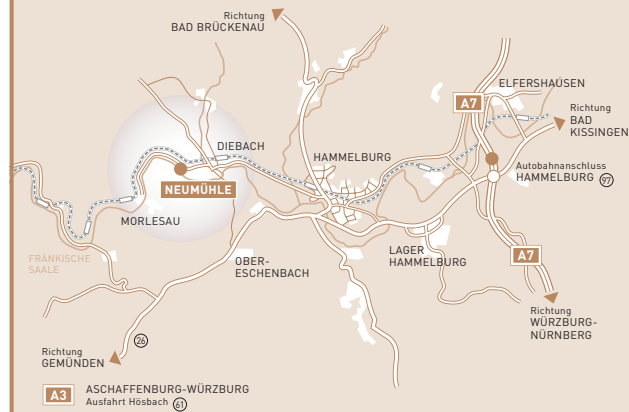 Richtung
BAD BRÜCKENAU
ELFERSHAUSEN
A7
Richtung
BAD
KISSINGEN
DIEBACH
HAMMELBURG
Autobahnanschluss
HAMMELBURG 97
NEUMÜHLE
MORLESAU
FRÄNKISCHE
SAALE
OBER-
ESCHENBACH
LAGER
HAMMELBURG
A7
Richtung
WÜRZBURG-
NÜRNBERG
26
Richtung
GEMÜNDEN
A3 ASCHAFFENBURG-WÜRZBURG
Ausfahrt Hösbach 61